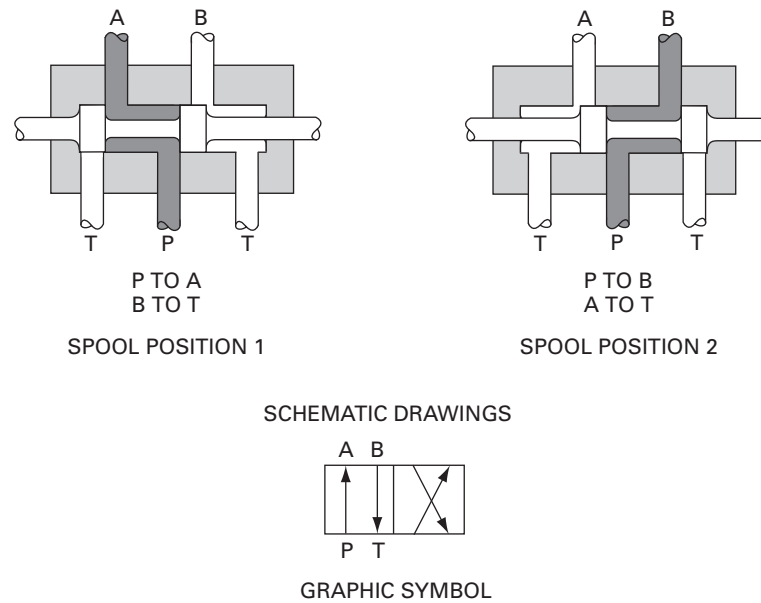 A B
T P T
P TO A
B TO T
SPOOL POSITION 1
A B
T P T
P TO B
A TO T
SPOOL POSITION 2
SCHEMATIC DRAWINGS
A B
P T
GRAPHIC SYMBOL